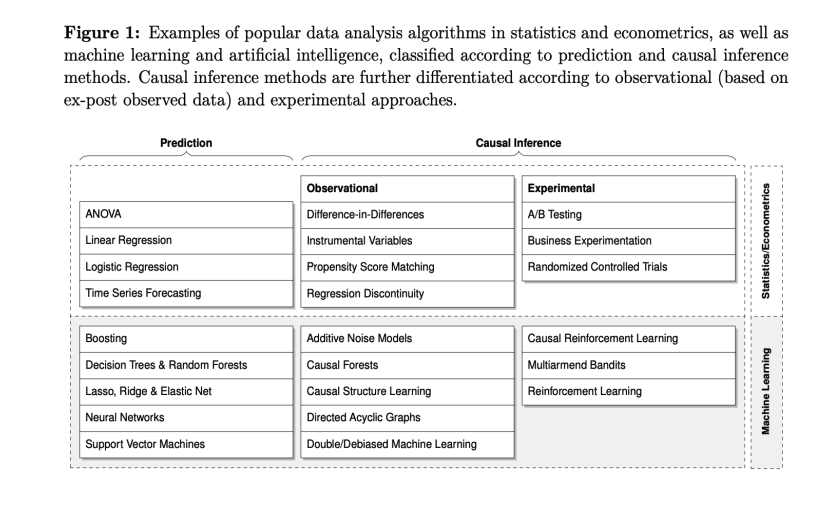 Figure 1: Examples of popular data analysis algorithms in statistics and econometrics, as well as
machine learning and artificial intelligence, classified according to prediction and causal inference
methods. Causal inference methods are further differentiated according to observational (based on
ex-post observed data) and experimental approaches.
Prediction
Causal Inference
ANOVA
Linear Regression
Logistic Regression
Time Series Forecasting
Observational
Difference-in-Differences
Instrumental Variables
Propensity Score Matching
Regression Discontinuity
Experimental
A/B Testing
Business Experimentation
Randomized Controlled Trials
Statistics/Econometrics
Boosting
Decision Trees & Random Forests
Lasso, Ridge & Elastic Net
Neural Networks
Support Vector Machines
Additive Noise Models
Causal Forests
Causal Structure Learning
Directed Acyclic Graphs
Double/Debiased Machine Learning
Causal Reinforcement Learning
Multiarmend Bandits
Reinforcement Learning
Machine Learning